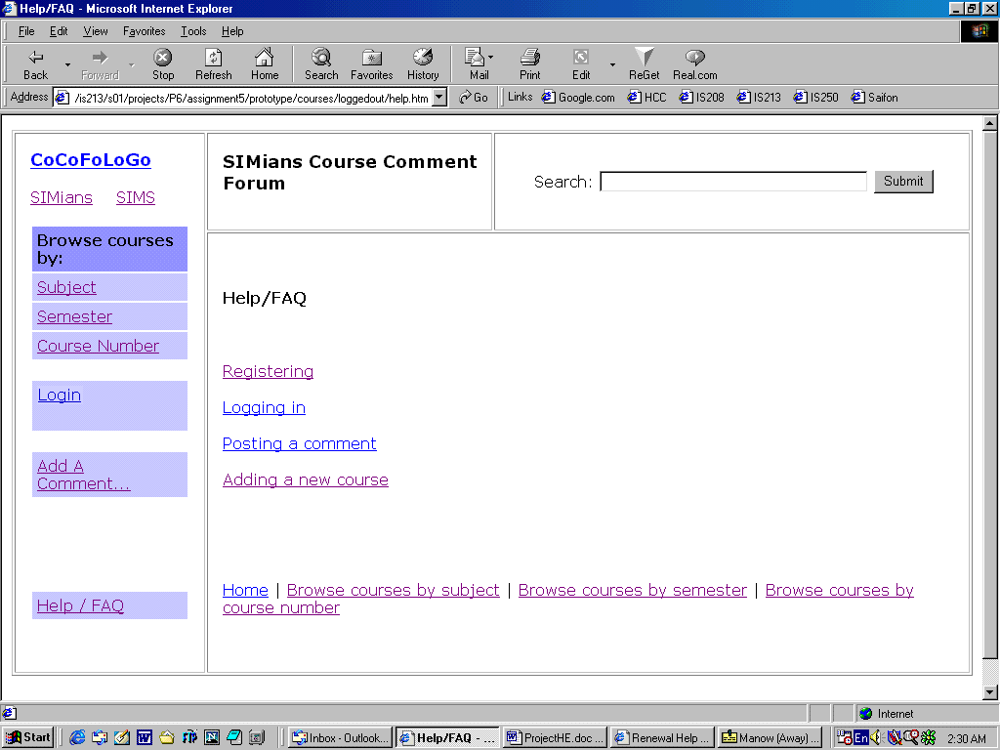 Help/FAQ - Microsoft Internet Explorer
File Edit View Favorites Tools Help
Back Forward Stop Refresh Home Search Favorites History Mail Print Edit ReGet Real.com
Address /is213/s01/projects/P6/assignment5/prototype/courses/loggedout/help.htm Go Links Google.com HCC IS208 IS213 IS250 Saifon
CoCoFoLoGo
SIMians SIMS
Browse courses
by:
Subject
Semester
Course Number
Login
Add A
Comment...
Help / FAQ
SIMians Course Comment
Forum
Search: Submit
Help/FAQ
Registering
Logging in
Posting a comment
Adding a new course
Home | Browse courses by subject | Browse courses by semester | Browse courses by
course number
Internet
Start Inbox - Outlook... Help/FAQ - ... ProjectHE.doc ... Renewal Help ... Manow (Away) ... En 2:30 AM